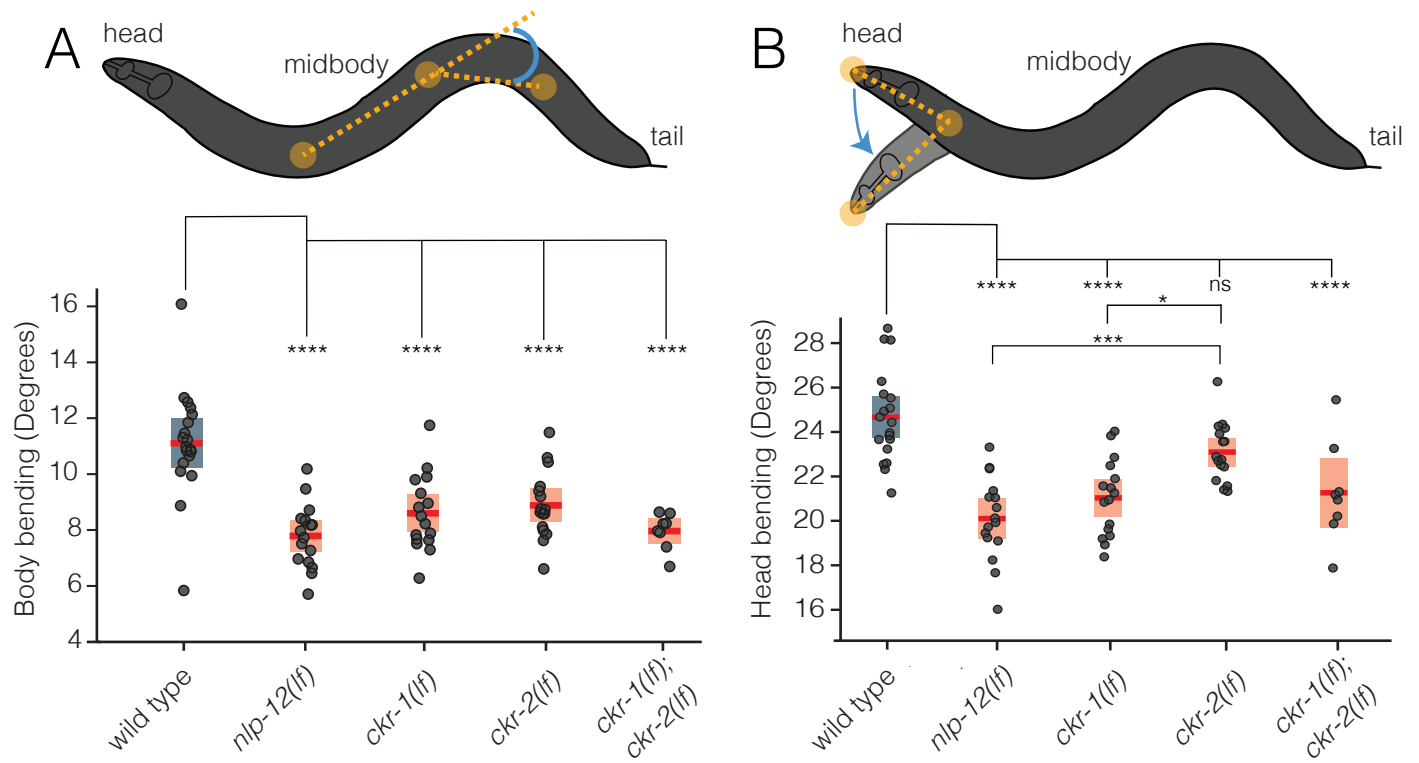 A
head
midbody
tail
Body bending (Degrees)
16
14
12
10
8
6
4
**** **** **** ****
wild type
nlp-12(lf)
ckr-1(lf)
ckr-2(lf)
ckr-1(lf);
ckr-2(lf)
B
head
midbody
tail
Head bending (Degrees)
28
26
24
22
20
18
16
**** **** ns ****
*
***
wild type
nlp-12(lf)
ckr-1(lf)
ckr-2(lf)
ckr-1(lf);
ckr-2(lf)